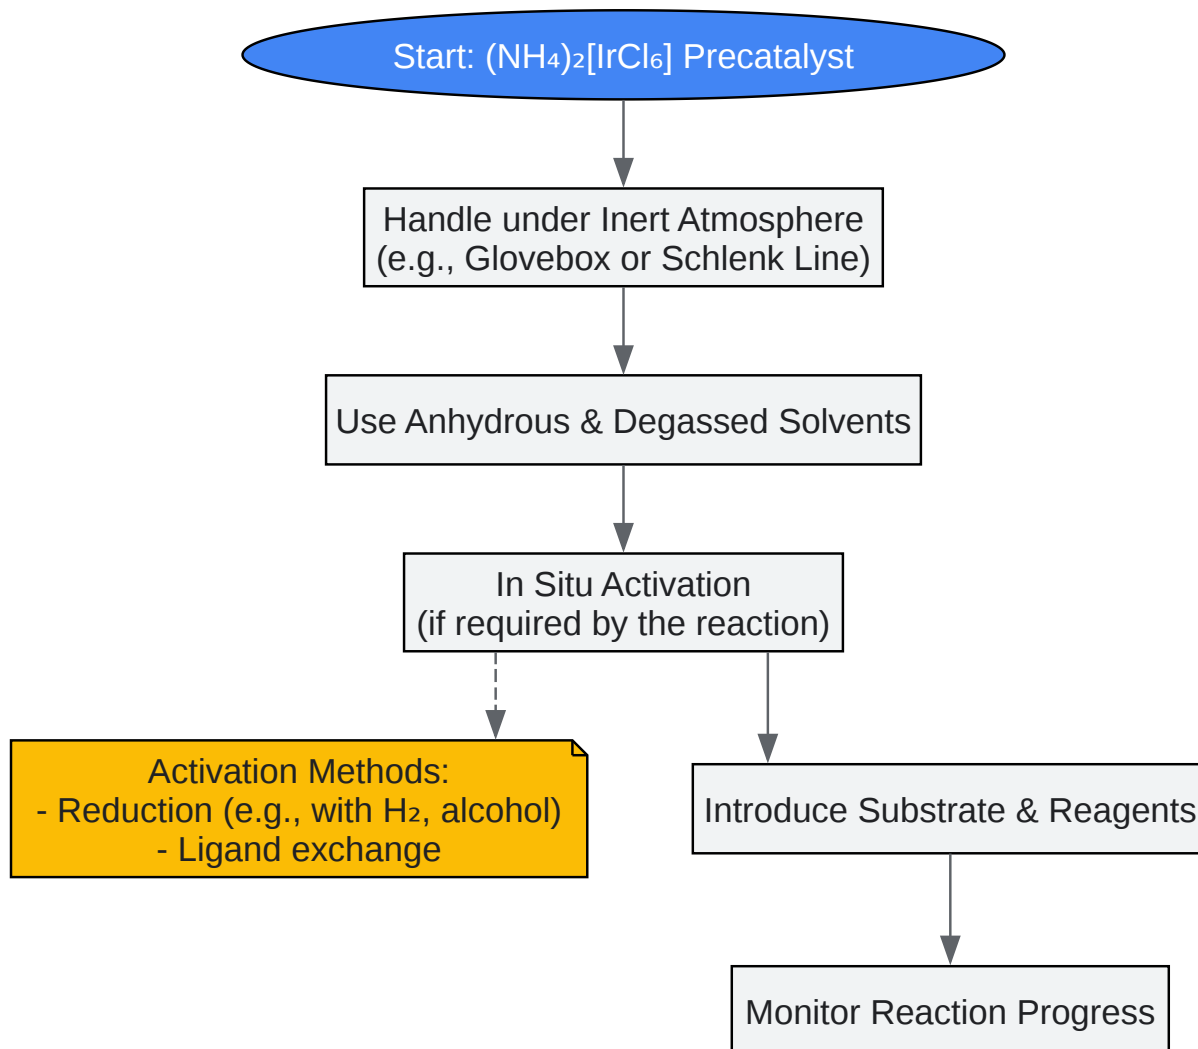 Start: (NH₄)₂[IrCl₆] Precatalyst
Handle under Inert Atmosphere
(e.g., Glovebox or Schlenk Line)
Use Anhydrous & Degassed Solvents
In Situ Activation
(if required by the reaction)
Activation Methods:
- Reduction (e.g., with H₂, alcohol)
- Ligand exchange
Introduce Substrate & Reagents
Monitor Reaction Progress